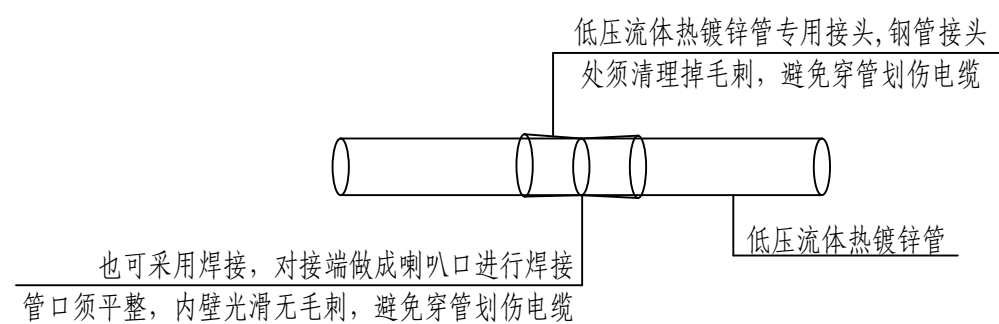 低压流体热镀锌管专用接头,钢管接头
处须清理掉毛刺，避免穿管划伤电缆
低压流体热镀锌管
也可采用焊接，对接端做成喇叭口进行焊接
管口须平整，内壁光滑无毛刺，避免穿管划伤电缆